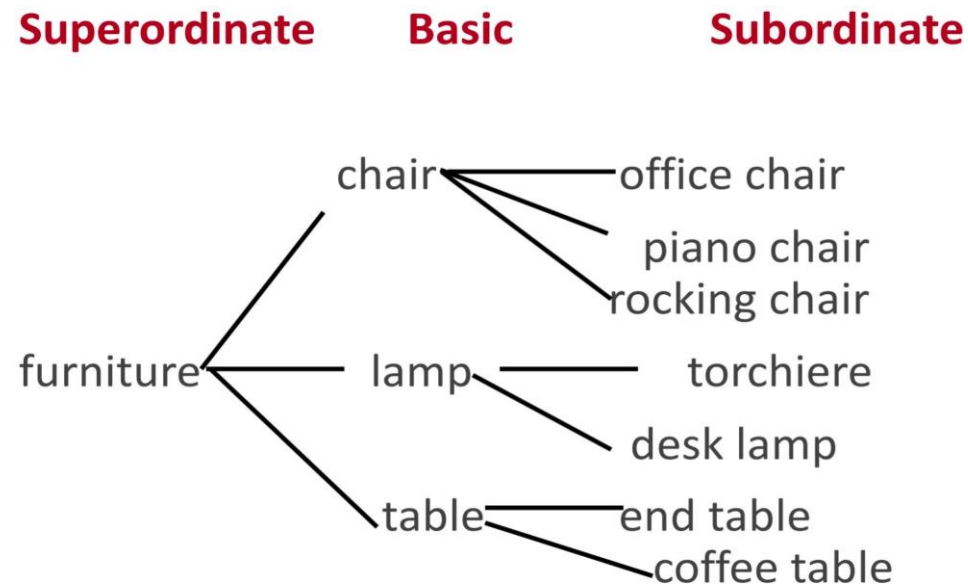 Superordinate Basic Subordinate
chair office chair
piano chair
rocking chair
furniture lamp torchiere
desk lamp
table end table
coffee table